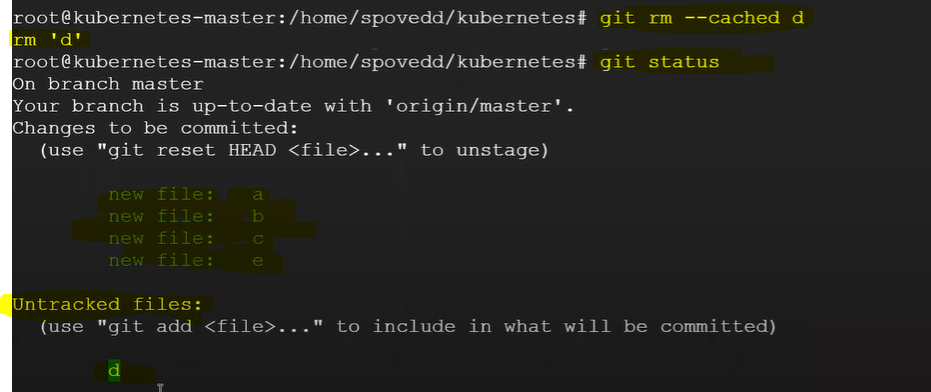 root@kubernetes-master:/home/spovedd/kubernetes# git rm --cached d
rm 'd'
root@kubernetes-master:/home/spovedd/kubernetes# git status
On branch master
Your branch is up-to-date with 'origin/master'.
Changes to be committed:
(use "git reset HEAD <file>..." to unstage)
new file: a
new file: b
new file: c
new file: e
Untracked files:
(use "git add <file>..." to include in what will be committed)
d